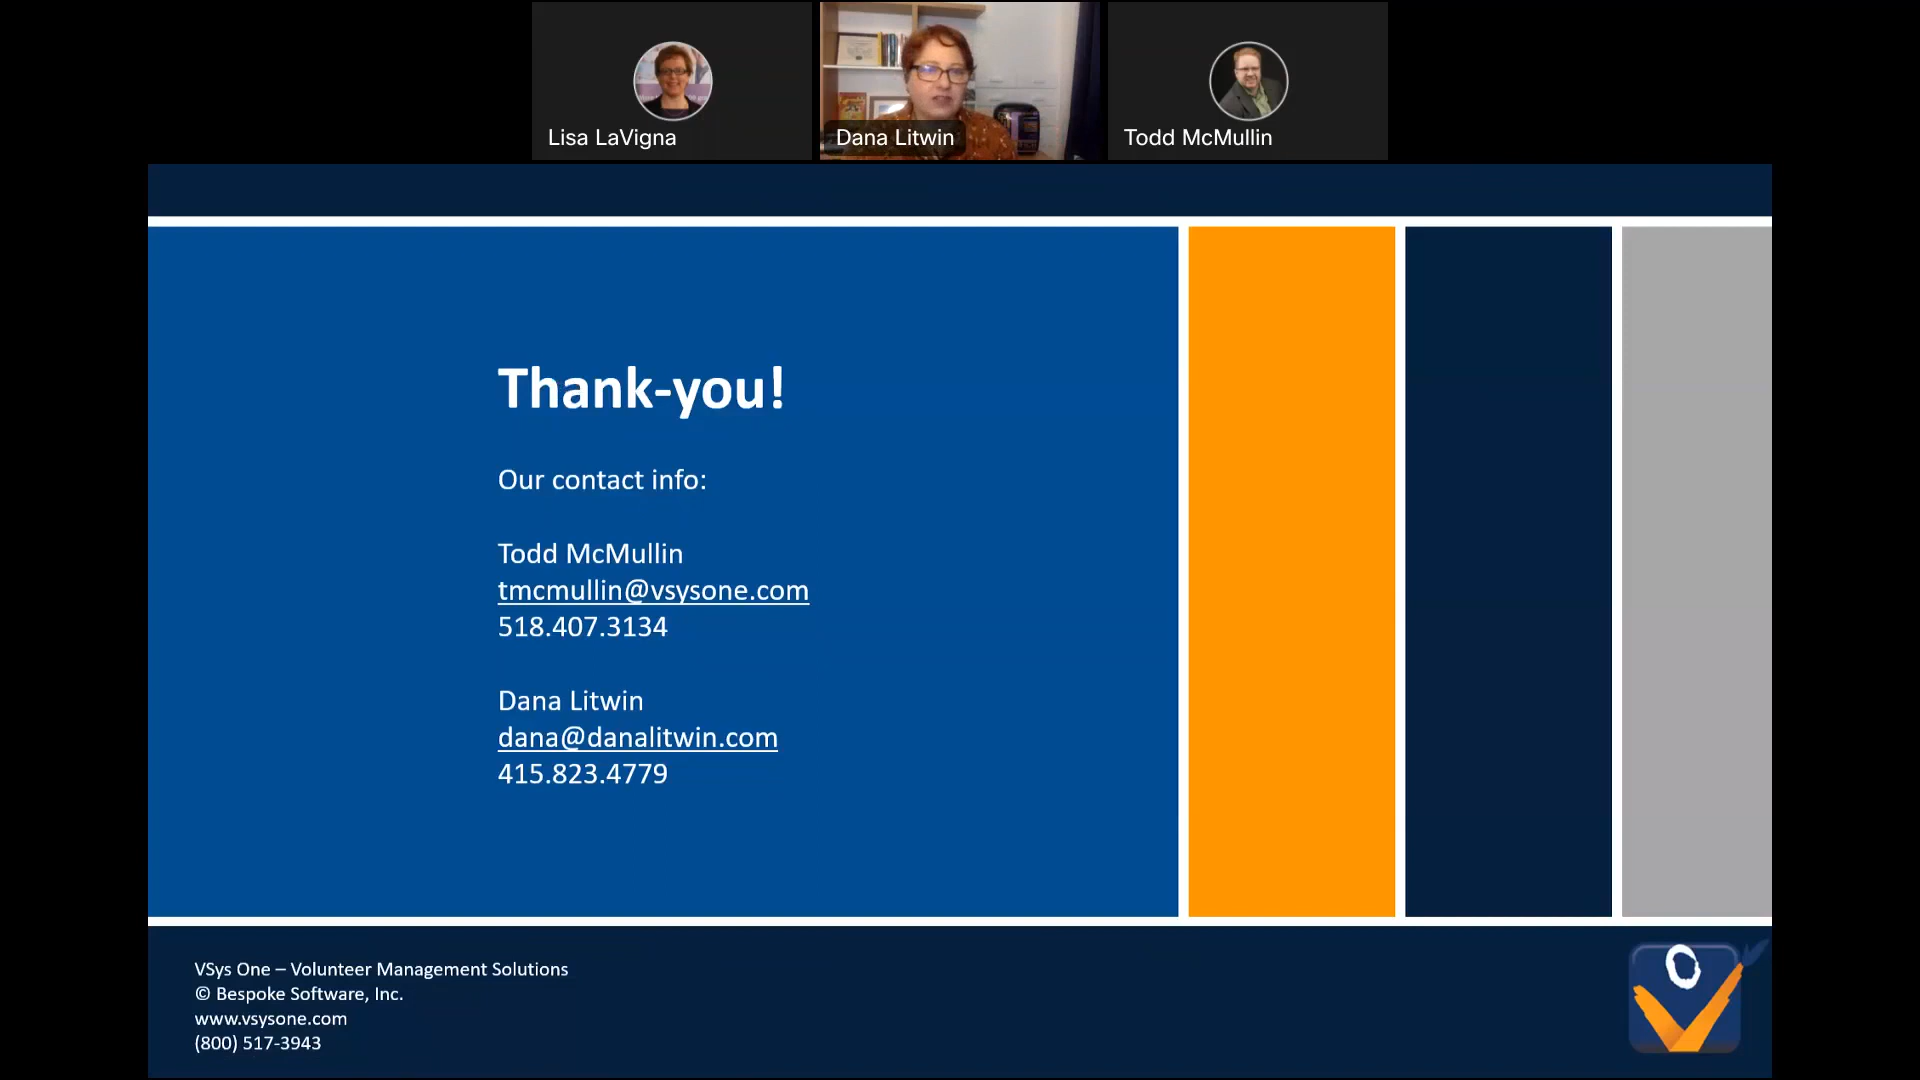 Lisa LaVigna
Dana Litwin
Todd McMullin
Thank-you!
Our contact info:
Todd McMullin
tmcmullin@vsysone.com
518.407.3134
Dana Litwin
dana@danalitwin.com
415.823.4779
VSys One – Volunteer Management Solutions
© Bespoke Software, Inc.
www.vsysone.com
(800) 517-3943